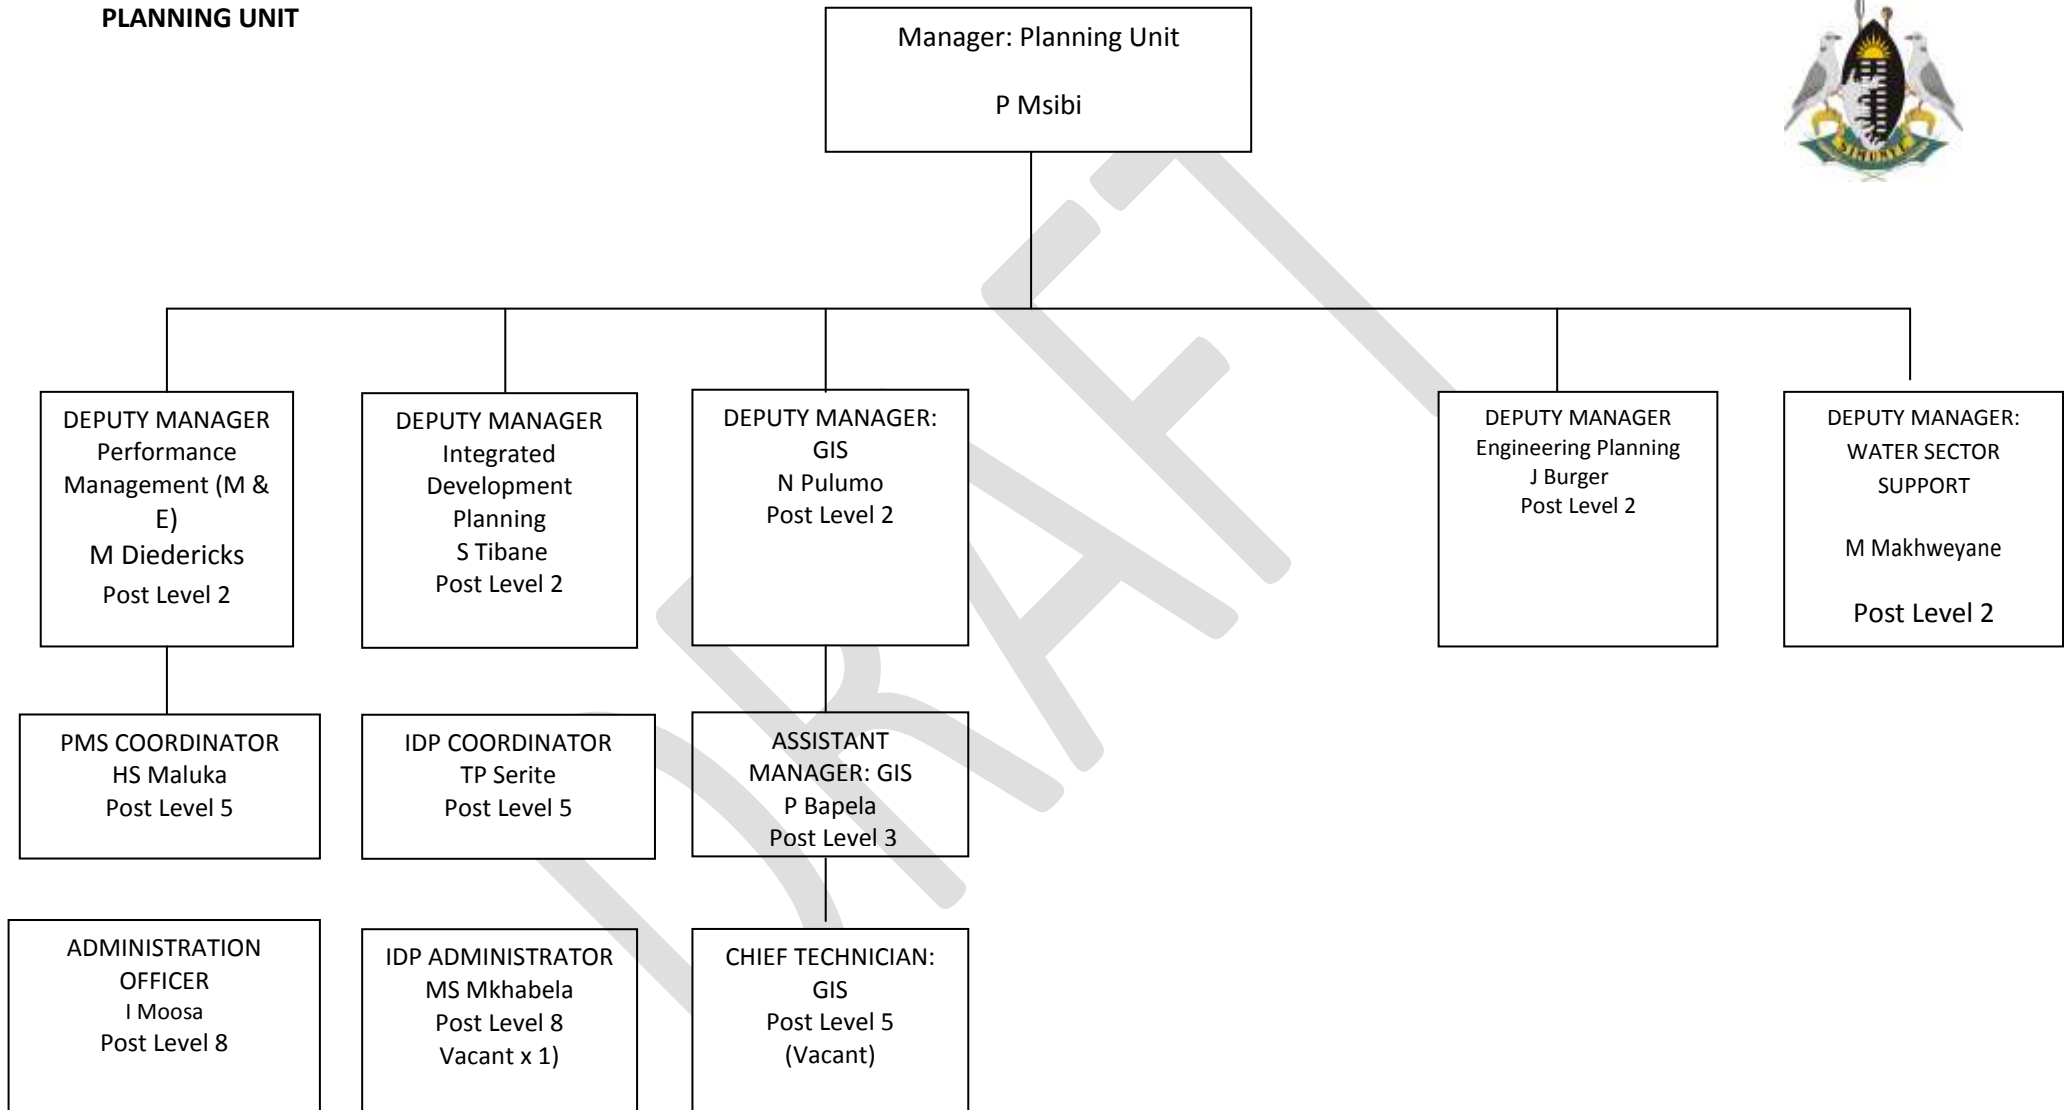 PLANNING UNIT
Manager: Planning Unit
P Msibi
SIMUNYE
DEPUTY MANAGER
Performance
Management (M &
E)
M Diedericks
Post Level 2
DEPUTY MANAGER
Integrated
Development
Planning
S Tibane
Post Level 2
DEPUTY MANAGER:
GIS
N Pulumo
Post Level 2
DEPUTY MANAGER
Engineering Planning
J Burger
Post Level 2
DEPUTY MANAGER:
WATER SECTOR
SUPPORT
M Makhweyane
Post Level 2
PMS COORDINATOR
HS Maluka
Post Level 5
IDP COORDINATOR
TP Serite
Post Level 5
ASSISTANT
MANAGER: GIS
P Bapela
Post Level 3
ADMINISTRATION
OFFICER
I Moosa
Post Level 8
IDP ADMINISTRATOR
MS Mkhabela
Post Level 8
Vacant x 1)
CHIEF TECHNICIAN:
GIS
Post Level 5
(Vacant)
DRAFT